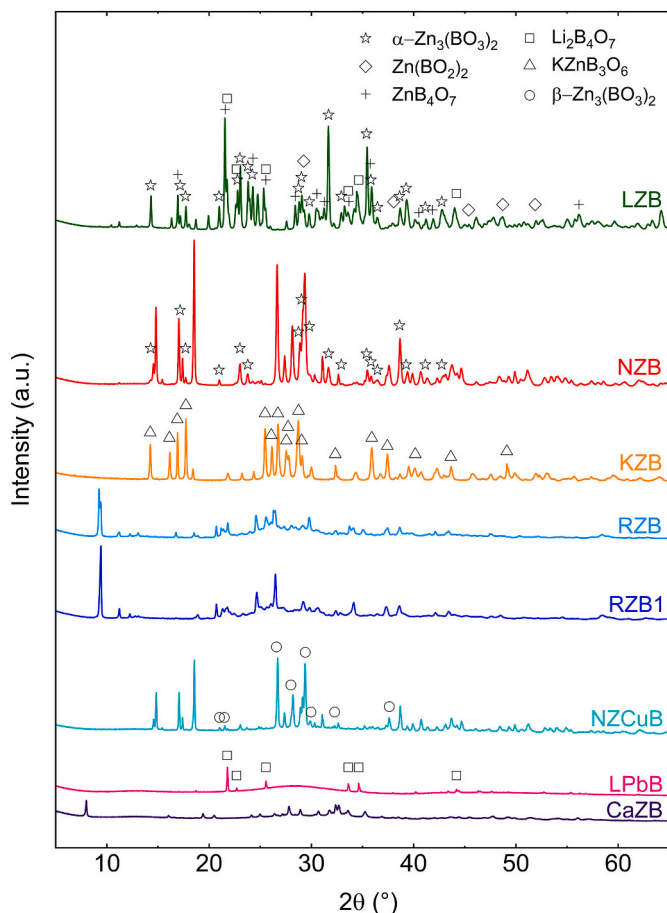 α−Zn₃(BO₃)₂ Li₂B₄O₇
Zn(BO₂)₂ KZnB₃O₆
ZnB₄O₇ β−Zn₃(BO₃)₂
LZB
NZB
KZB
RZB
RZB1
NZCuB
LPbB
CaZB
Intensity (a.u.)
10 20 30 40 50 60
2θ (°)